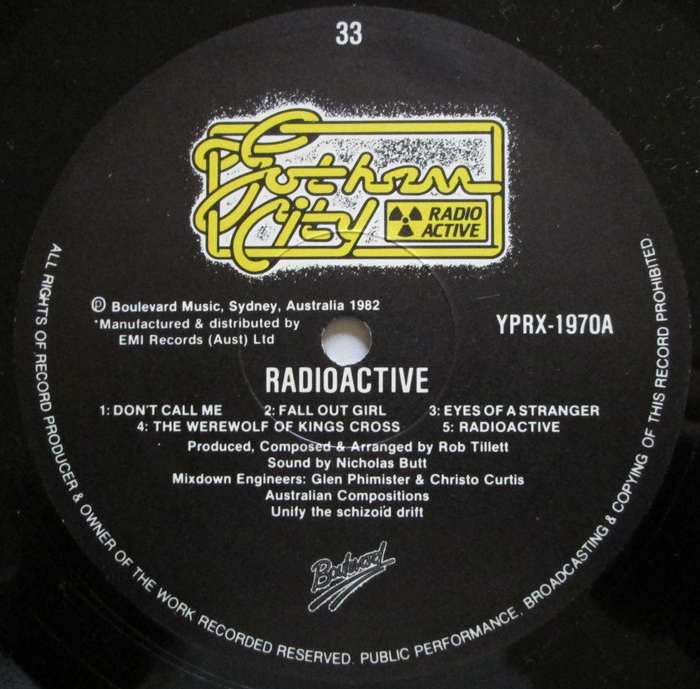 33
Gotham
City
RADIO
ACTIVE
Ⓟ Boulevard Music, Sydney, Australia 1982
*Manufactured & distributed by
EMI Records (Aust) Ltd
YPRX-1970A
RADIOACTIVE
1: DON'T CALL ME 2: FALL OUT GIRL 3: EYES OF A STRANGER
4: THE WEREWOLF OF KINGS CROSS 5: RADIOACTIVE
Produced, Composed & Arranged by Rob Tillett
Sound by Nicholas Butt
Mixdown Engineers: Glen Phimister & Christo Curtis
Australian Compositions
Unify the schizoid drift
Boulevard
ALL RIGHTS OF RECORD PRODUCER & OWNER OF THE WORK RECORDED RESERVED. PUBLIC PERFORMANCE, BROADCASTING & COPYING OF THIS RECORD PROHIBITED.